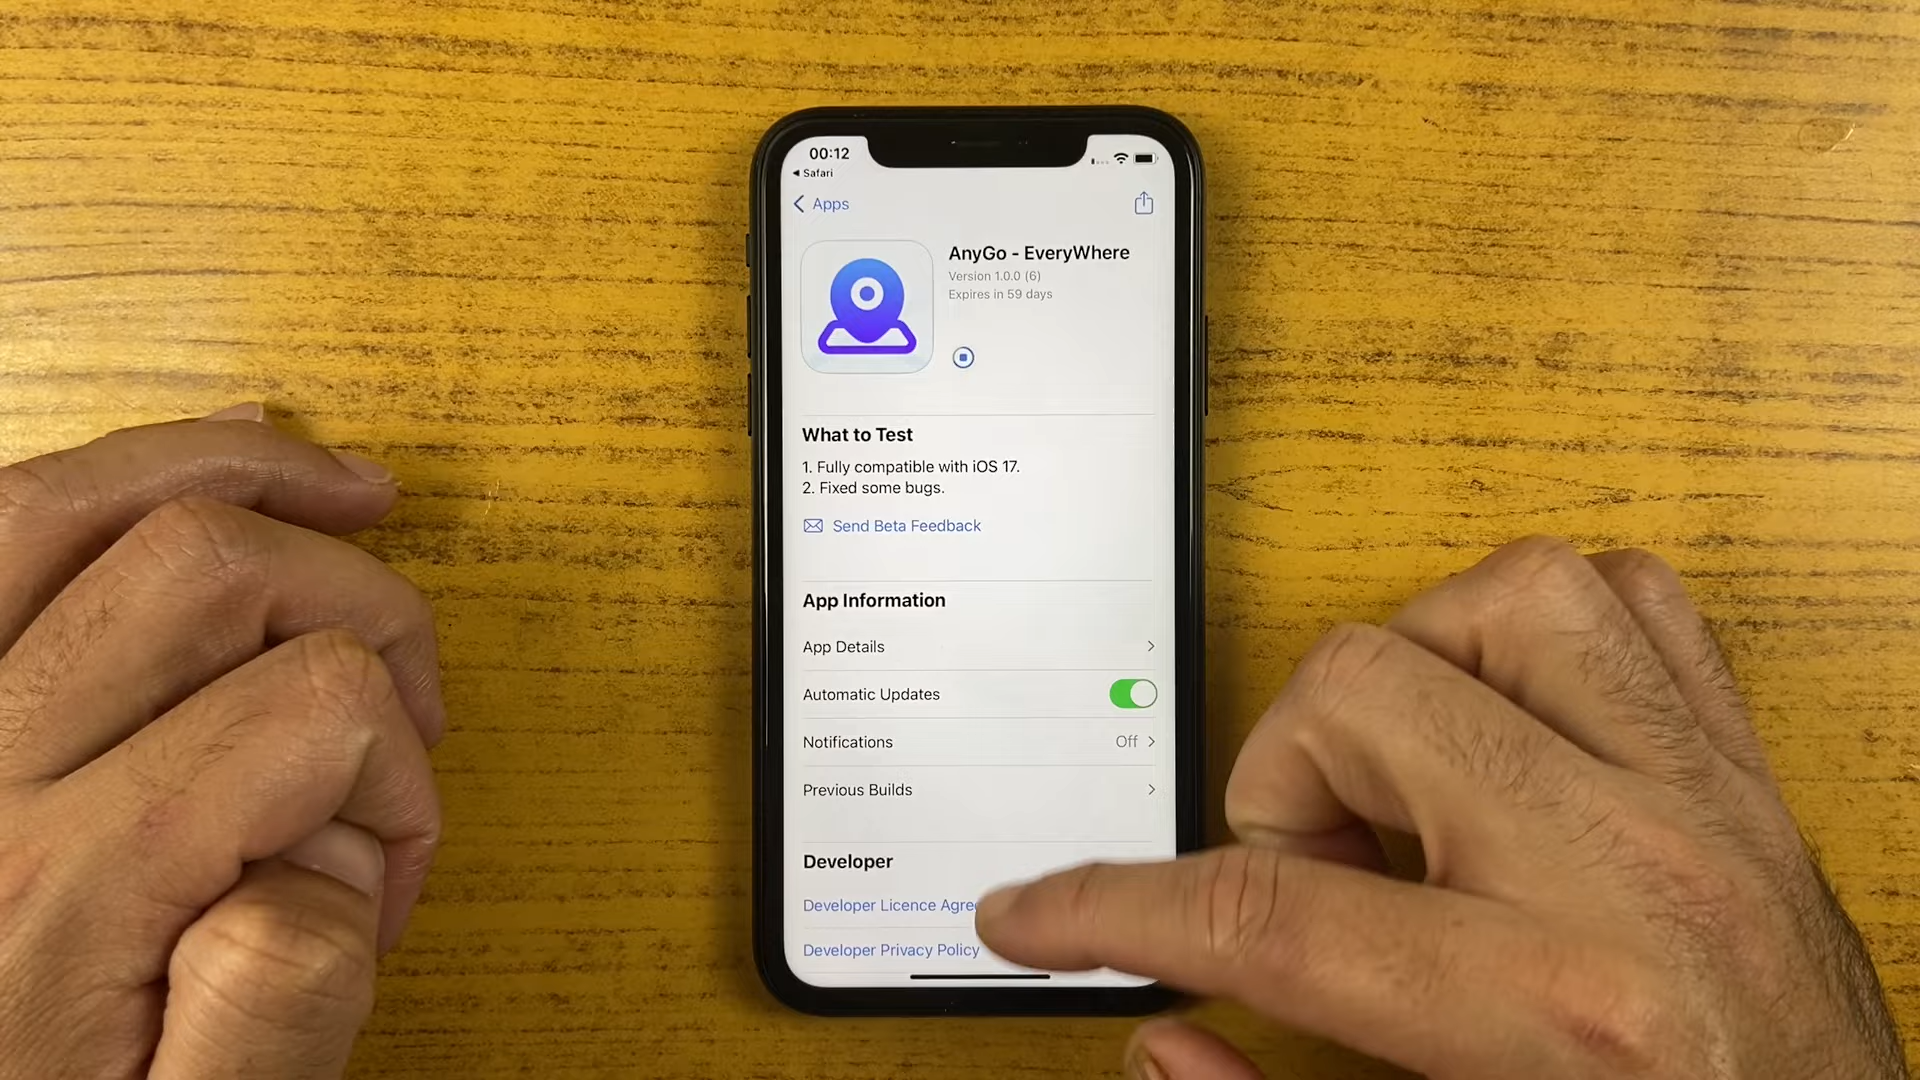 00:12
◀ Safari
Apps
AnyGo - EveryWhere
Version 1.0.0 (6)
Expires in 59 days
What to Test
1. Fully compatible with iOS 17.
2. Fixed some bugs.
Send Beta Feedback
App Information
App Details
Automatic Updates
Notifications Off
Previous Builds
Developer
Developer Licence Agre
Developer Privacy Policy